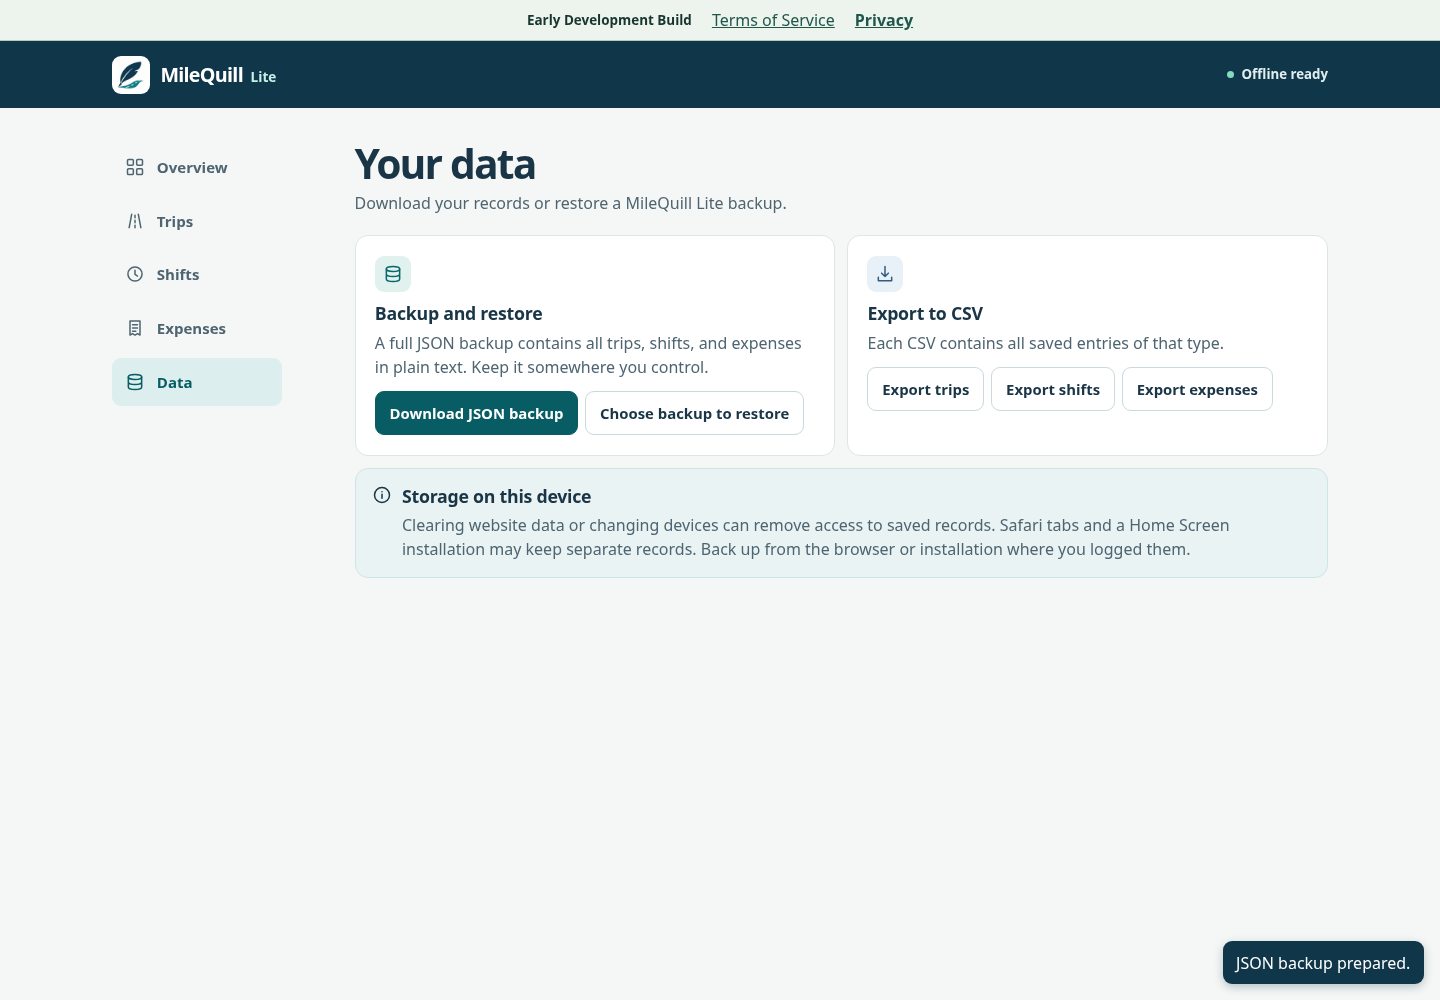 Early Development Build Terms of Service Privacy
MileQuill Lite
Offline ready
Overview
Trips
Shifts
Expenses
Data
Your data
Download your records or restore a MileQuill Lite backup.
Backup and restore
A full JSON backup contains all trips, shifts, and expenses
in plain text. Keep it somewhere you control.
Download JSON backup
Choose backup to restore
Export to CSV
Each CSV contains all saved entries of that type.
Export trips
Export shifts
Export expenses
Storage on this device
Clearing website data or changing devices can remove access to saved records. Safari tabs and a Home Screen
installation may keep separate records. Back up from the browser or installation where you logged them.
JSON backup prepared.